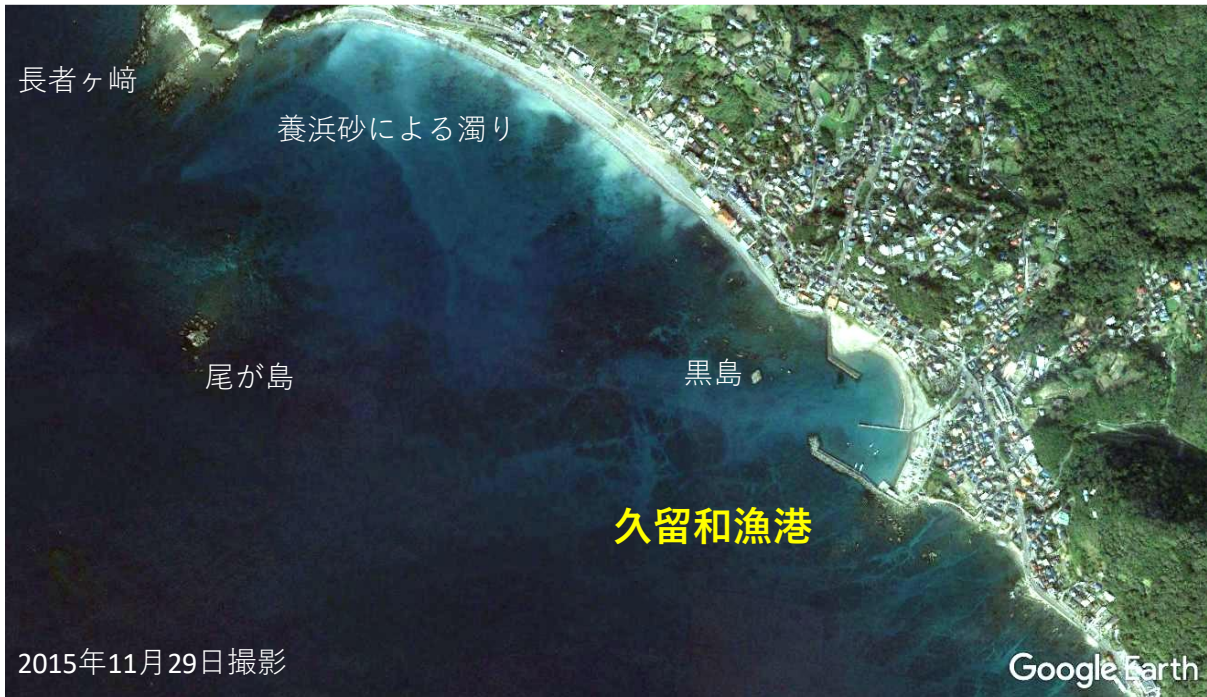 長者ヶ﨑
養浜砂による濁り
尾が島
黒島
久留和漁港
2015年11月29日撮影
Google Earth